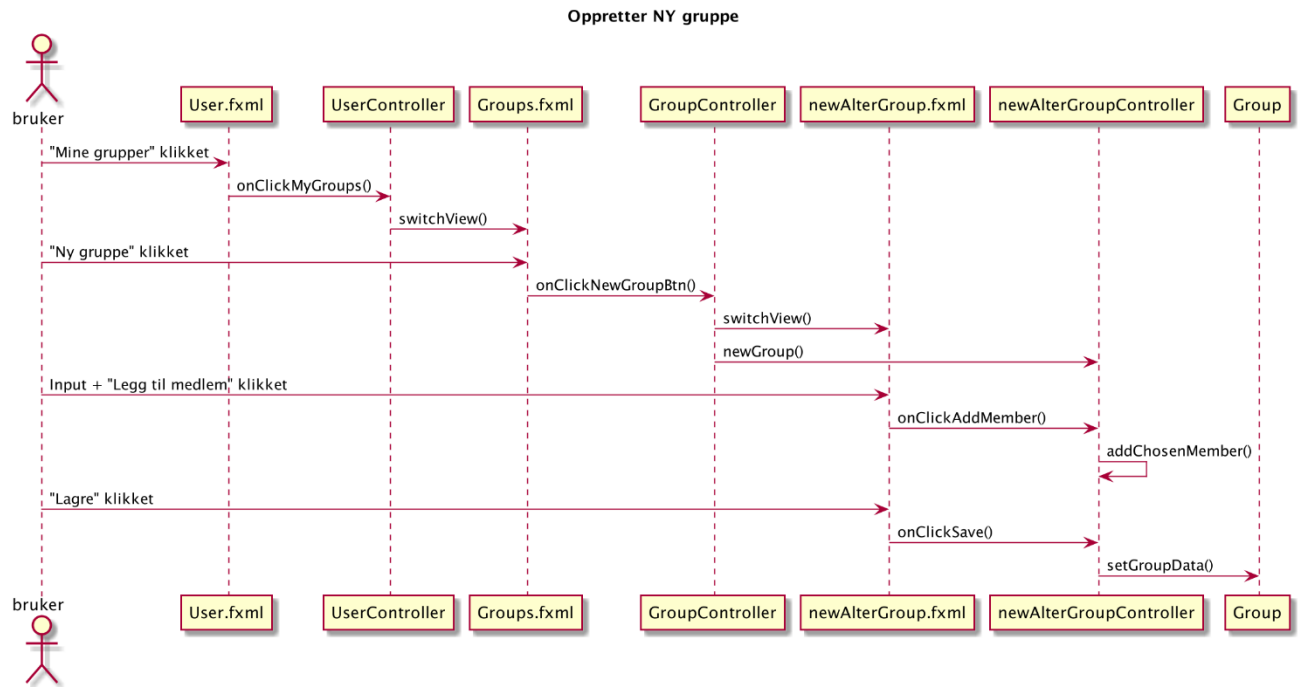 Oppretter NY gruppe
bruker
User.fxml
UserController
Groups.fxml
GroupController
newAlterGroup.fxml
newAlterGroupController
Group
"Mine grupper" klikket
onClickMyGroups()
switchView()
"Ny gruppe" klikket
onClickNewGroupBtn()
switchView()
newGroup()
Input + "Legg til medlem" klikket
onClickAddMember()
addChosenMember()
"Lagre" klikket
onClickSave()
setGroupData()
bruker
User.fxml
UserController
Groups.fxml
GroupController
newAlterGroup.fxml
newAlterGroupController
Group